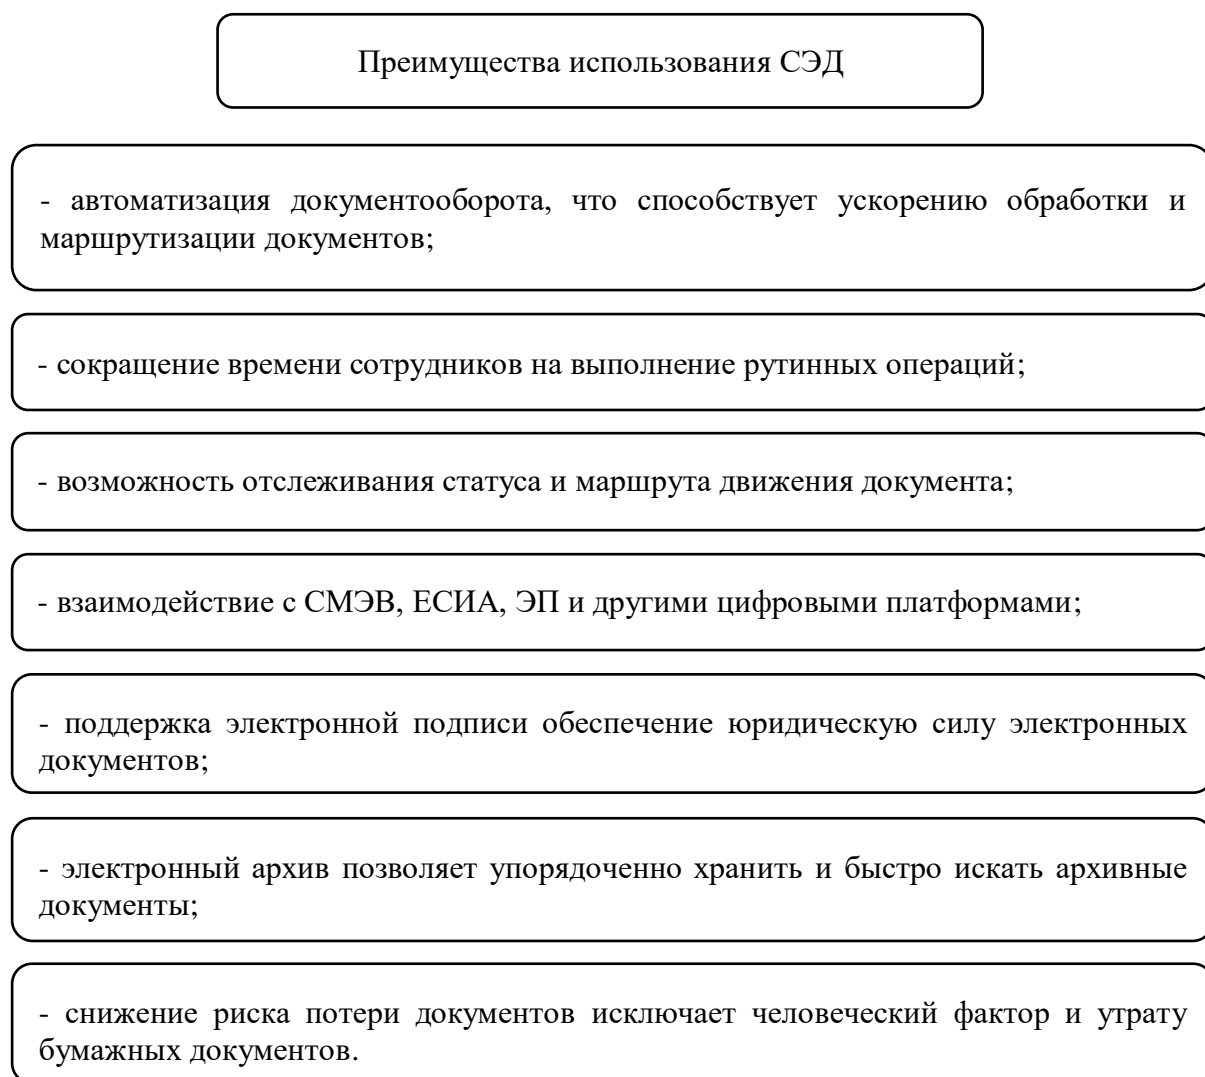 Преимущества использования СЭД
- автоматизация документооборота, что способствует ускорению обработки и
маршрутизации документов;
- сокращение времени сотрудников на выполнение рутинных операций;
- возможность отслеживания статуса и маршрута движения документа;
- взаимодействие с СМЭВ, ЕСИА, ЭП и другими цифровыми платформами;
- поддержка электронной подписи обеспечение юридическую силу электронных
документов;
- электронный архив позволяет упорядоченно хранить и быстро искать архивные
документы;
- снижение риска потери документов исключает человеческий фактор и утрату
бумажных документов.